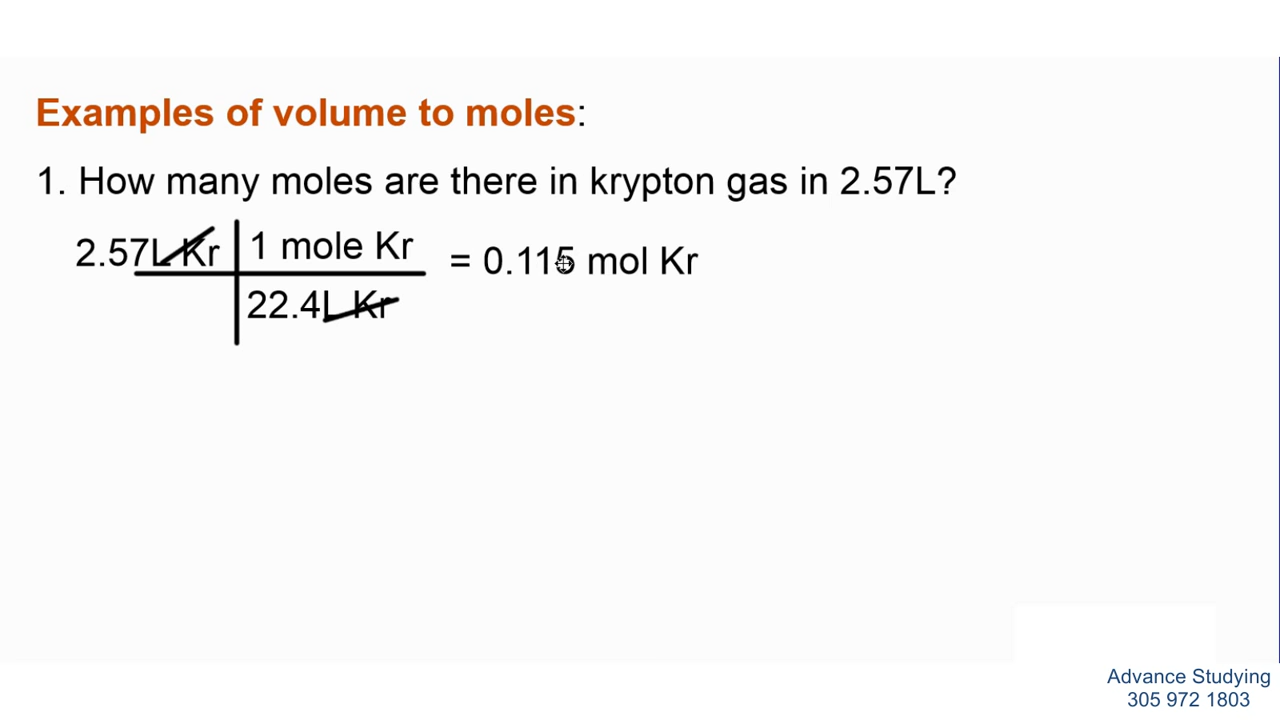 Examples of volume to moles:
1. How many moles are there in krypton gas in 2.57L?
2.57L Kr | 1 mole Kr = 0.115 mol Kr
22.4L Kr
Advance Studying
305 972 1803